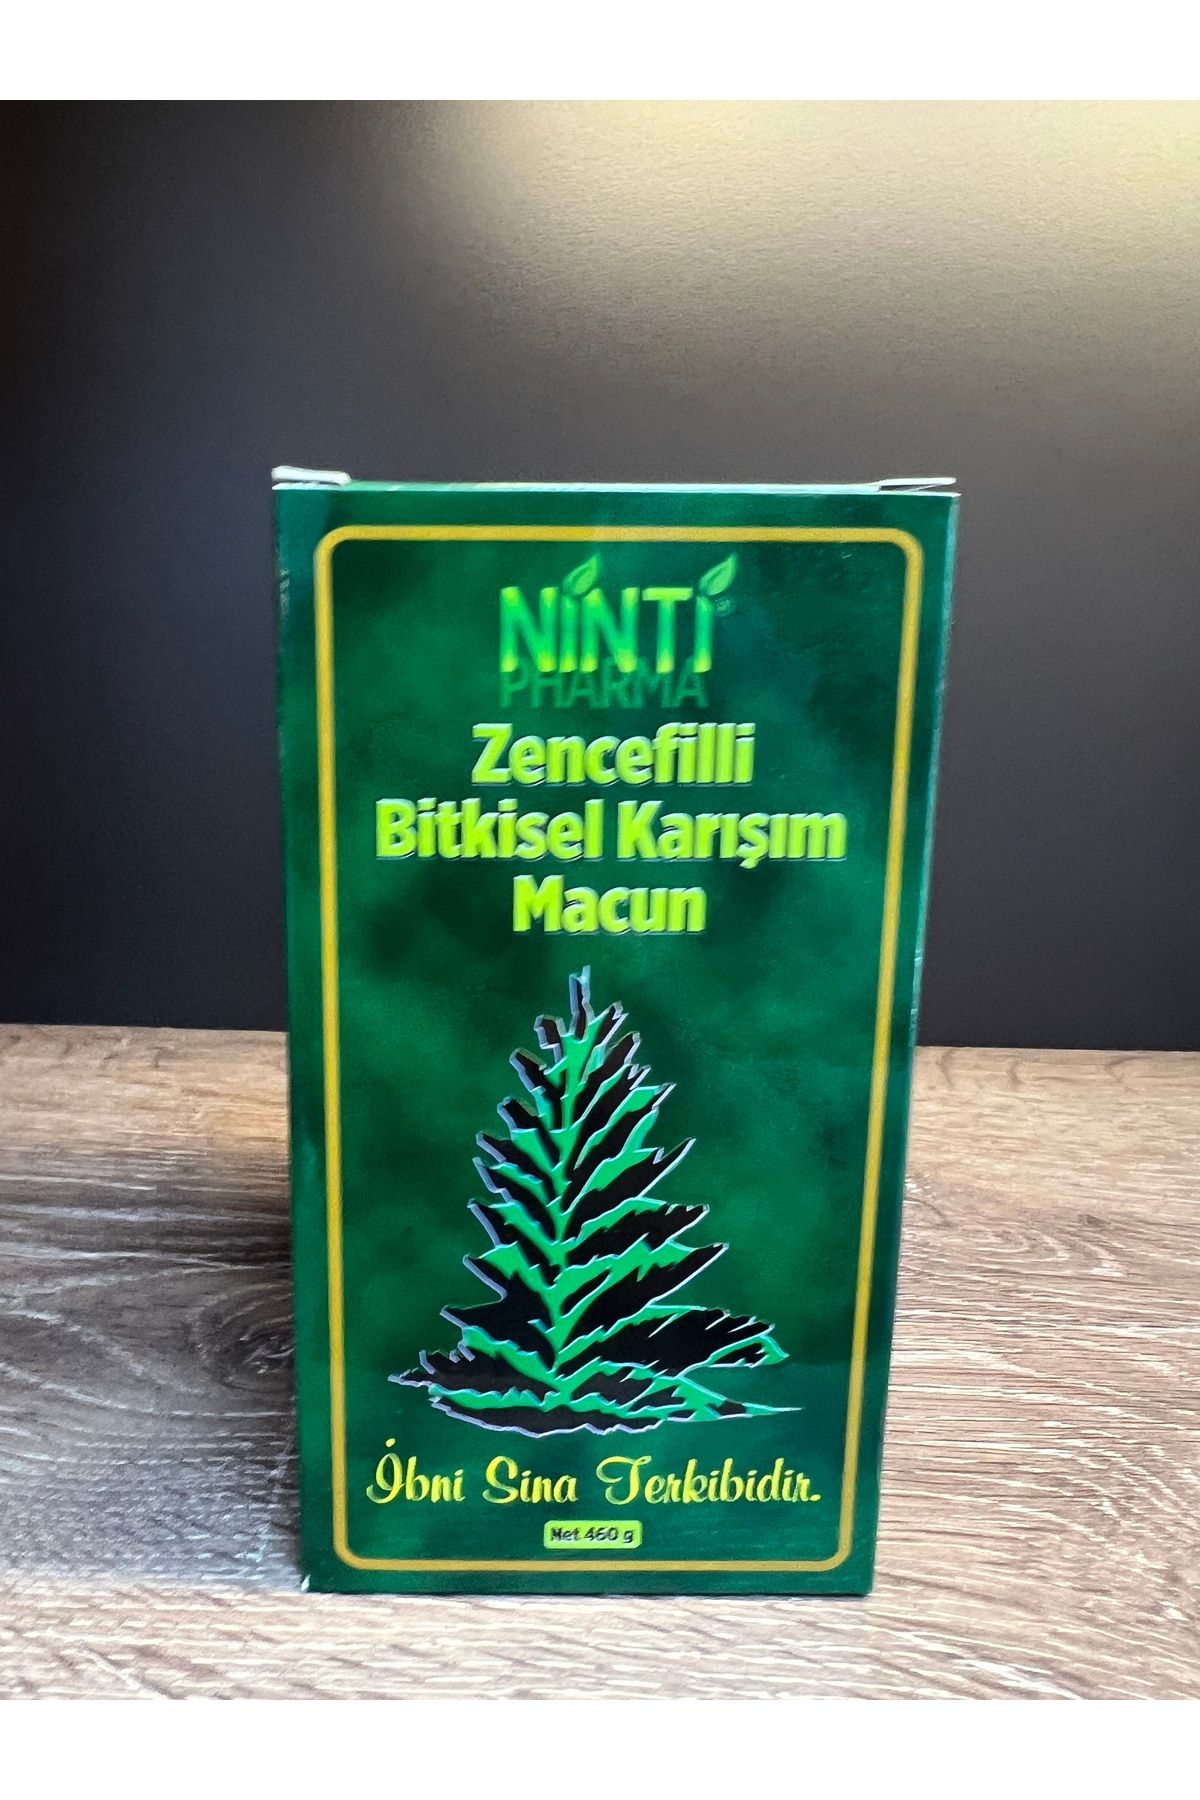 NİNTİ
PHARMA
Zencefilli
Bitkisel Karışım
Macun
İbni Sina Terkibidir.
Net 460 g